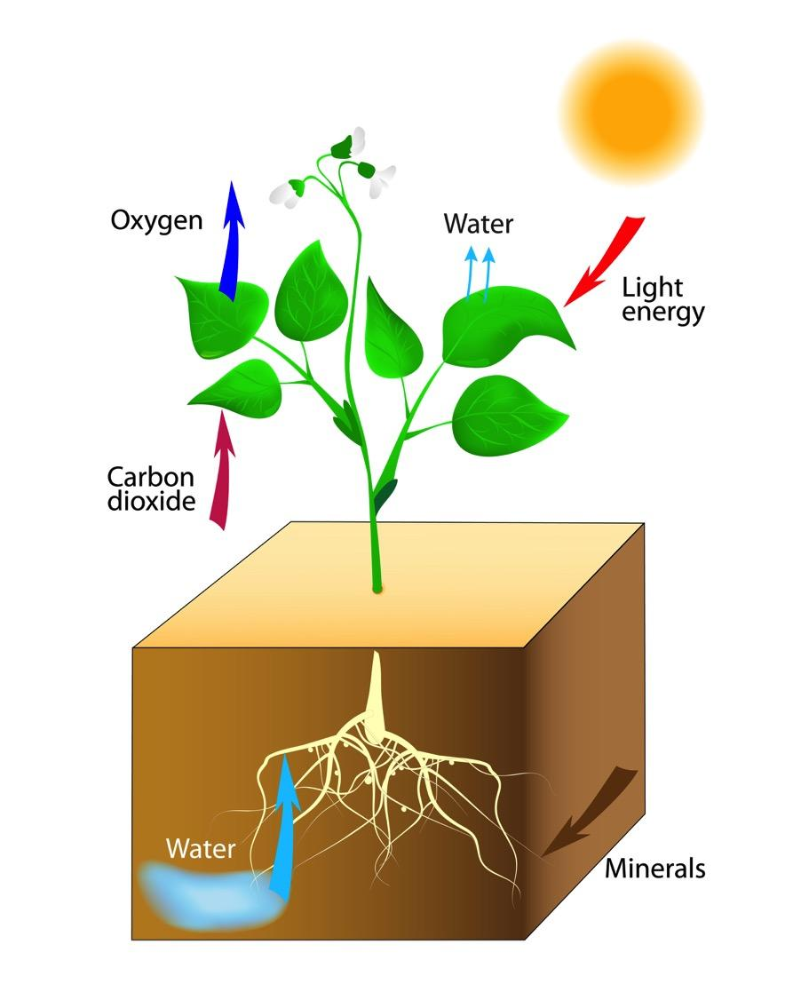 Oxygen
Water
Light
energy
Carbon
dioxide
Water
Minerals